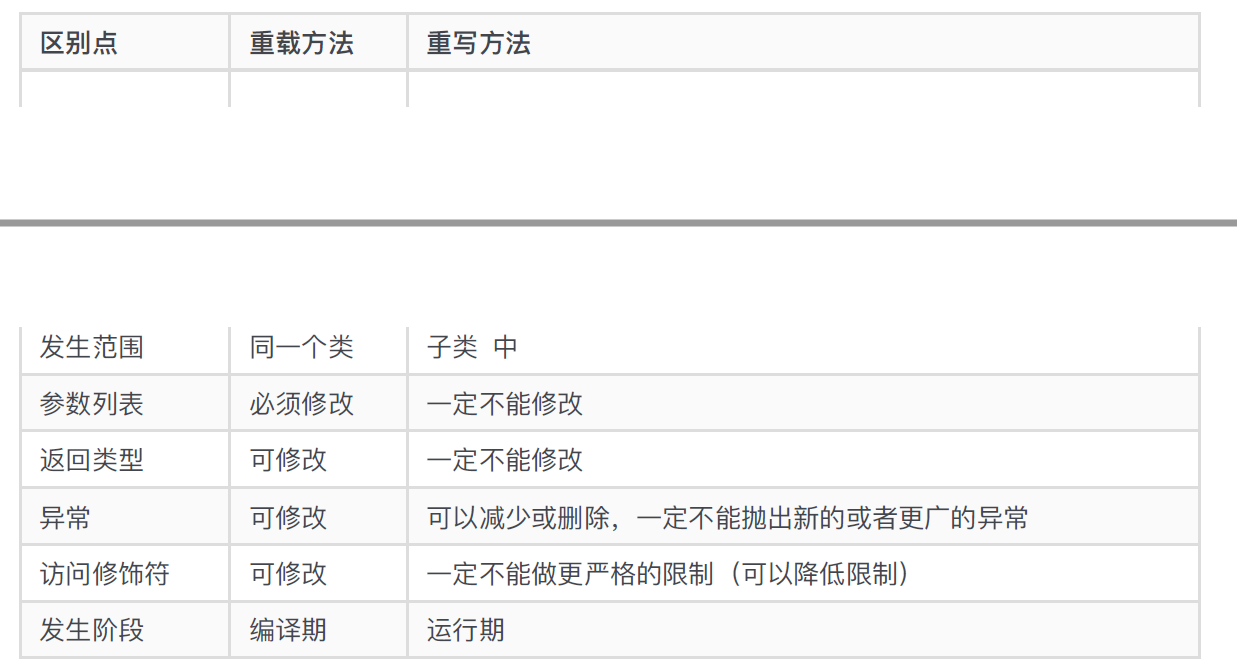 区别点 重载方法 重写方法
发生范围 同一个类 子类 中
参数列表 必须修改 一定不能修改
返回类型 可修改 一定不能修改
异常 可修改 可以减少或删除，一定不能抛出新的或者更广的异常
访问修饰符 可修改 一定不能做更严格的限制（可以降低限制）
发生阶段 编译期 运行期